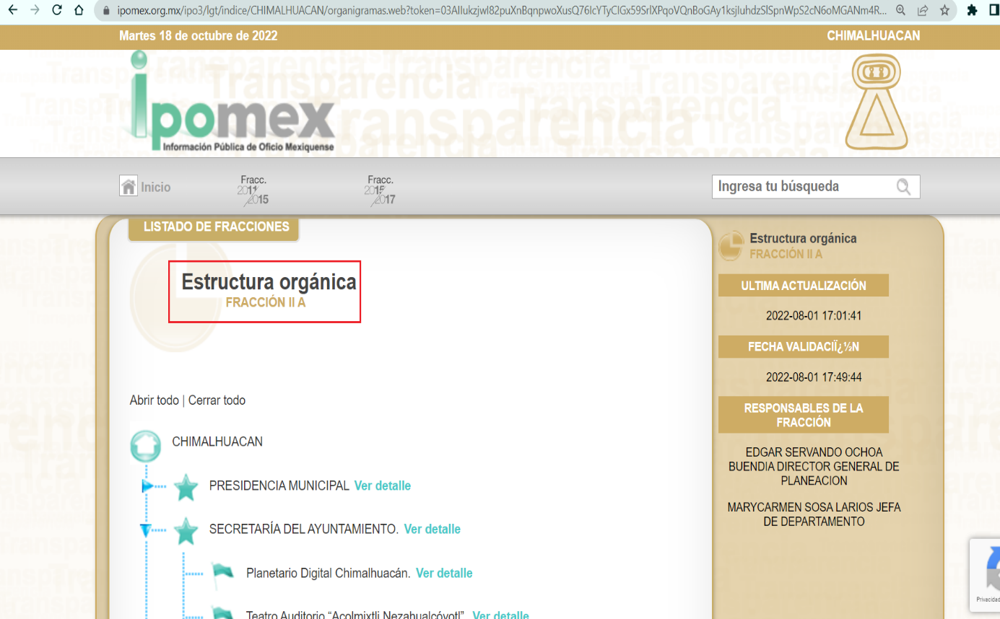 ipomex.org.mx/ipo3/lgt/indice/CHIMALHUACAN/organigramas.web?token=
Martes 18 de octubre de 2022
CHIMALHUACAN
Transparencia
ipomex
Información Pública de Oficio Mexiquense
Inicio
Fracc.
2011
2015
Fracc.
2015
2017
Ingresa tu búsqueda
LISTADO DE FRACCIONES
Estructura orgánica
FRACCIÓN II A
Abrir todo | Cerrar todo
CHIMALHUACAN
PRESIDENCIA MUNICIPAL Ver detalle
SECRETARÍA DEL AYUNTAMIENTO. Ver detalle
Planetario Digital Chimalhuacán. Ver detalle
Teatro Auditorio “Acolmixtli Nezahualcóyotl”. Ver detalle
Estructura orgánica
FRACCIÓN II A
ULTIMA ACTUALIZACIÓN
2022-08-01 17:01:41
FECHA VALIDACIÏ¿½N
2022-08-01 17:49:44
RESPONSABLES DE LA
FRACCIÓN
EDGAR SERVANDO OCHOA
BUENDIA DIRECTOR GENERAL DE
PLANEACION
MARYCARMEN SOSA LARIOS JEFA
DE DEPARTAMENTO
Privacidad